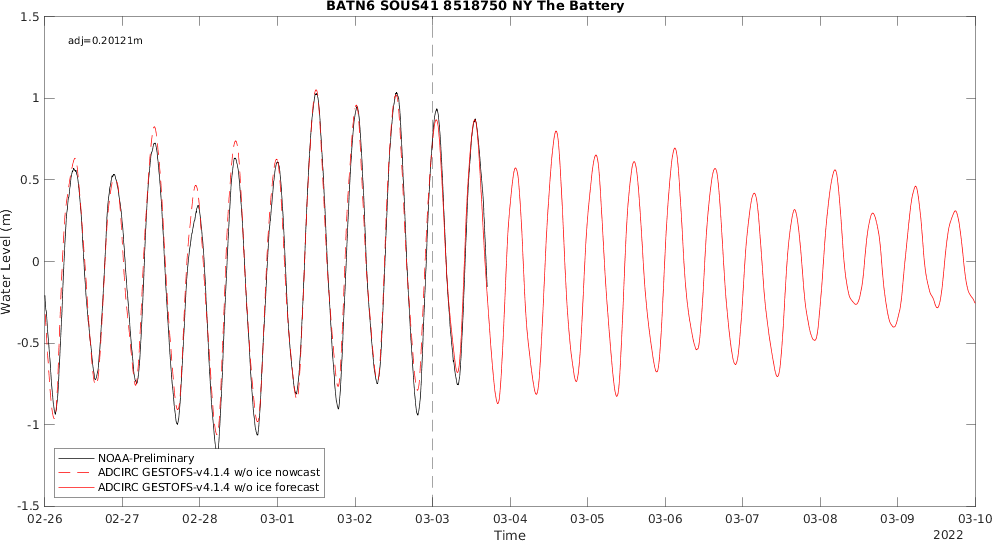 BATN6 SOUS41 8518750 NY The Battery
adj=0.20121m
1.5
1
0.5
0
-0.5
-1
-1.5
Water Level (m)
NOAA-Preliminary
ADCIRC GESTOFS-v4.1.4 w/o ice nowcast
ADCIRC GESTOFS-v4.1.4 w/o ice forecast
02-26 02-27 02-28 03-01 03-02 03-03 03-04 03-05 03-06 03-07 03-08 03-09 03-10
Time
2022